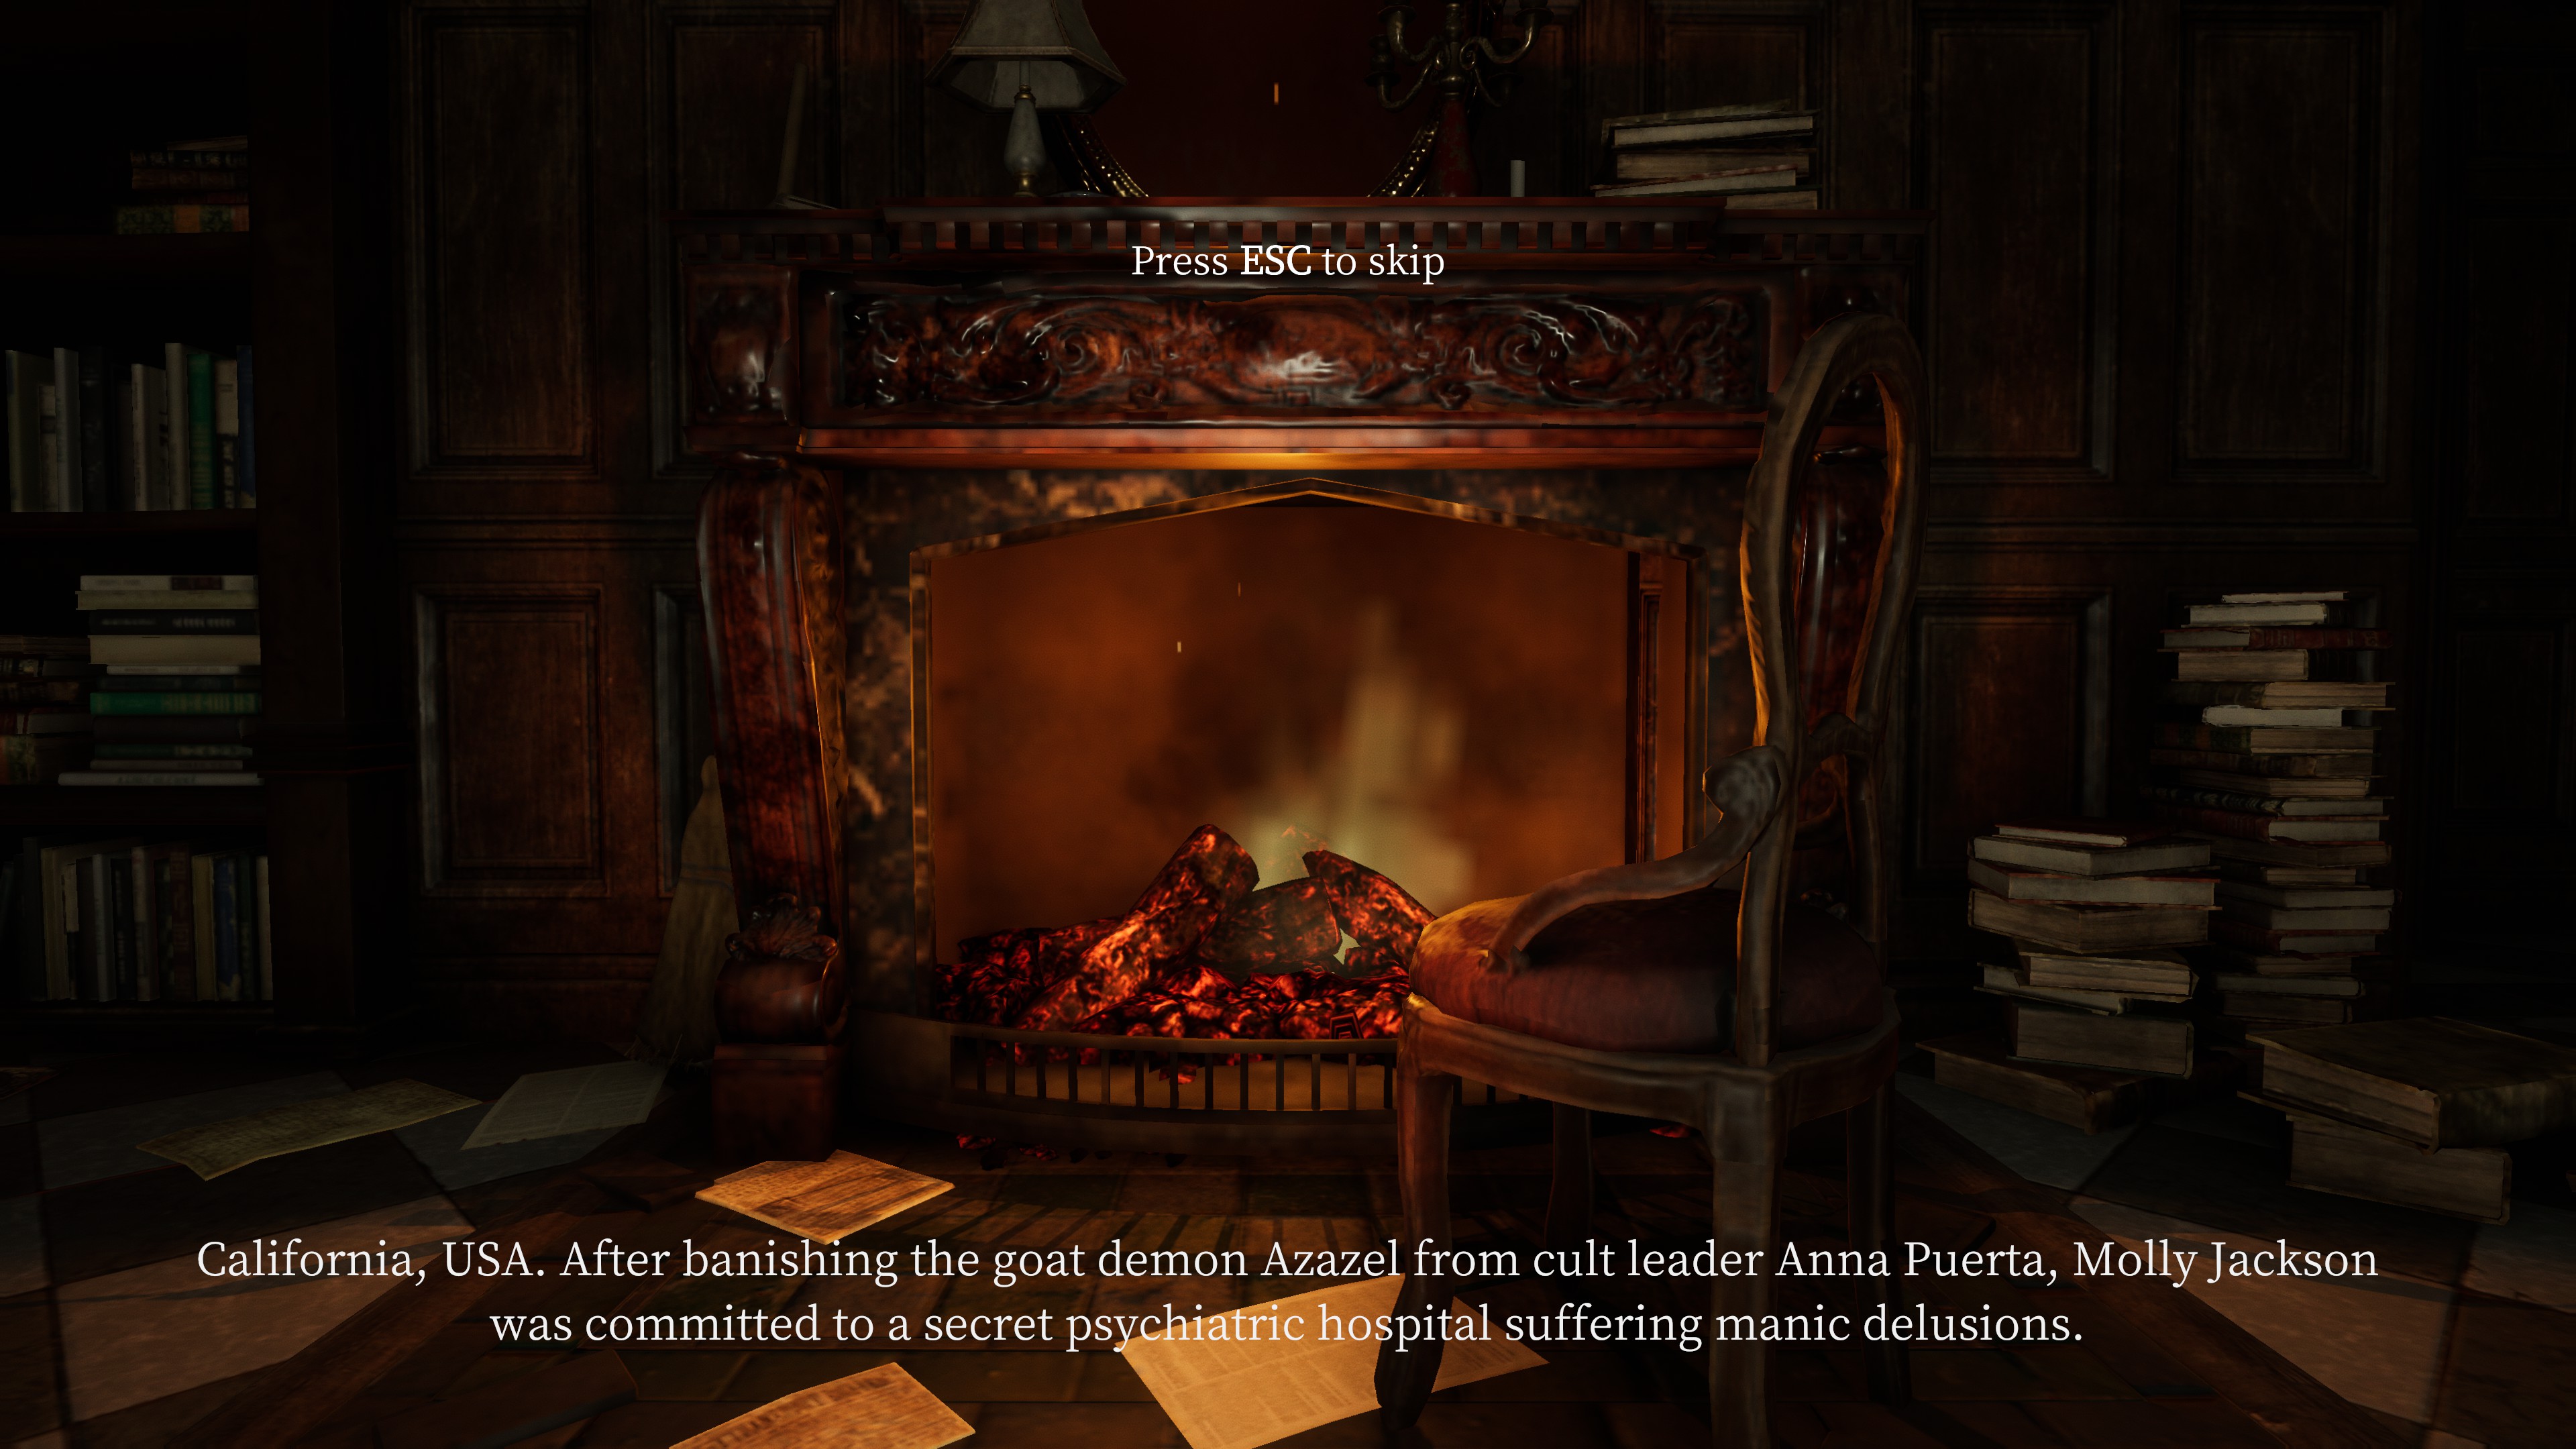 Press ESC to skip
California, USA. After banishing the goat demon Azazel from cult leader Anna Puerta, Molly Jackson
was committed to a secret psychiatric hospital suffering manic delusions.